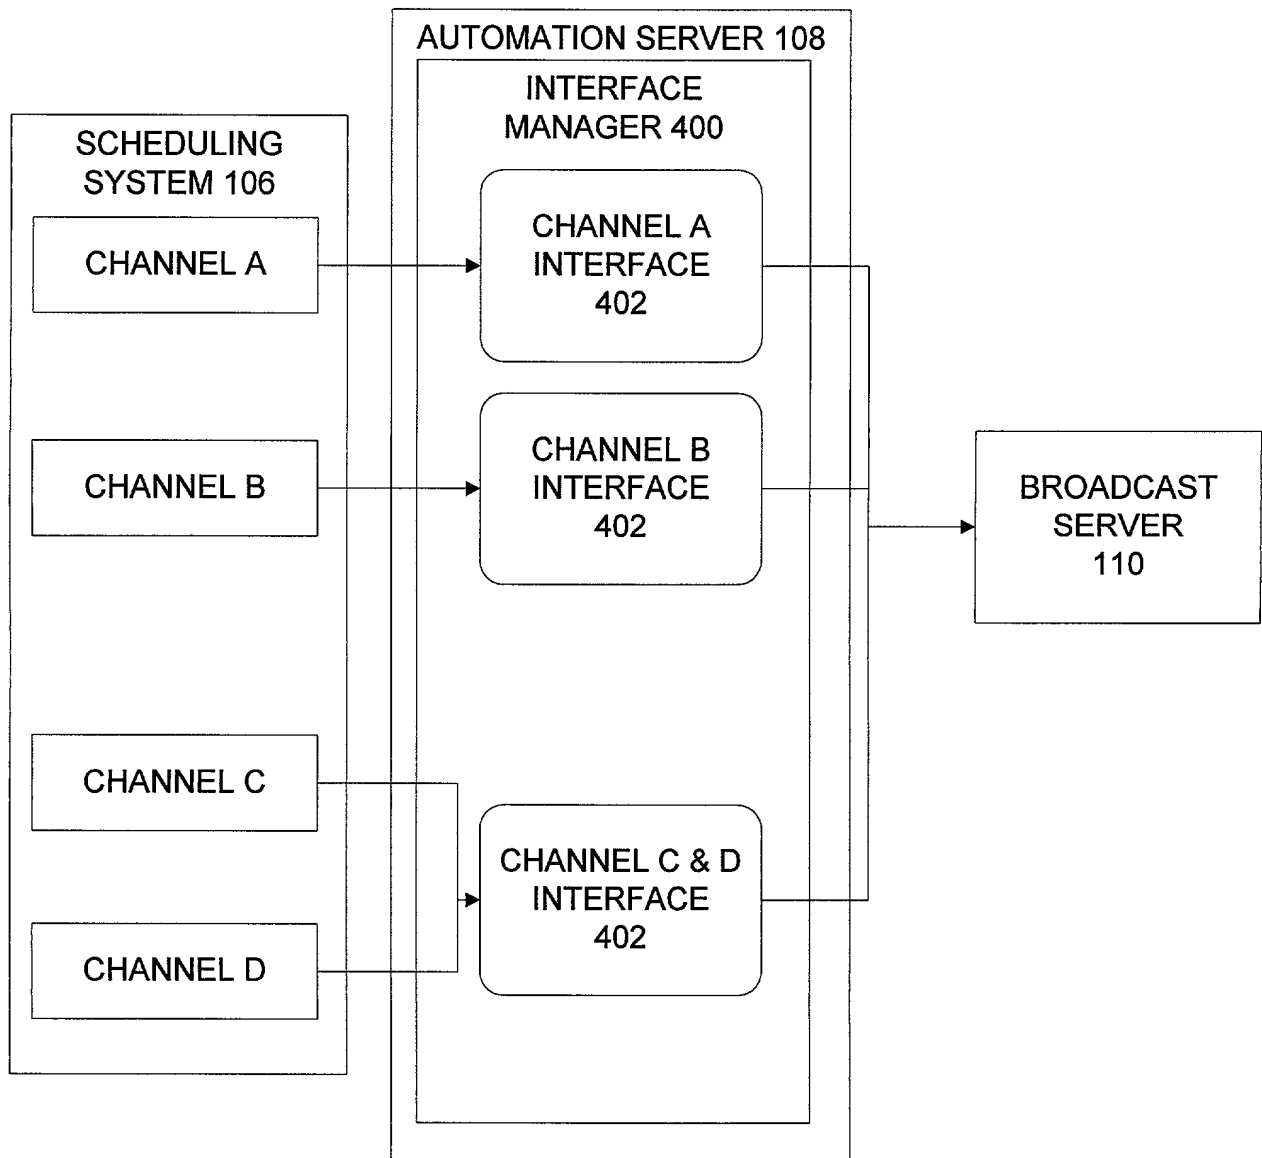 AUTOMATION SERVER 108
INTERFACE
MANAGER 400
SCHEDULING
SYSTEM 106
CHANNEL A
CHANNEL B
CHANNEL C
CHANNEL D
CHANNEL A
INTERFACE
402
CHANNEL B
INTERFACE
402
CHANNEL C & D
INTERFACE
402
BROADCAST
SERVER
110